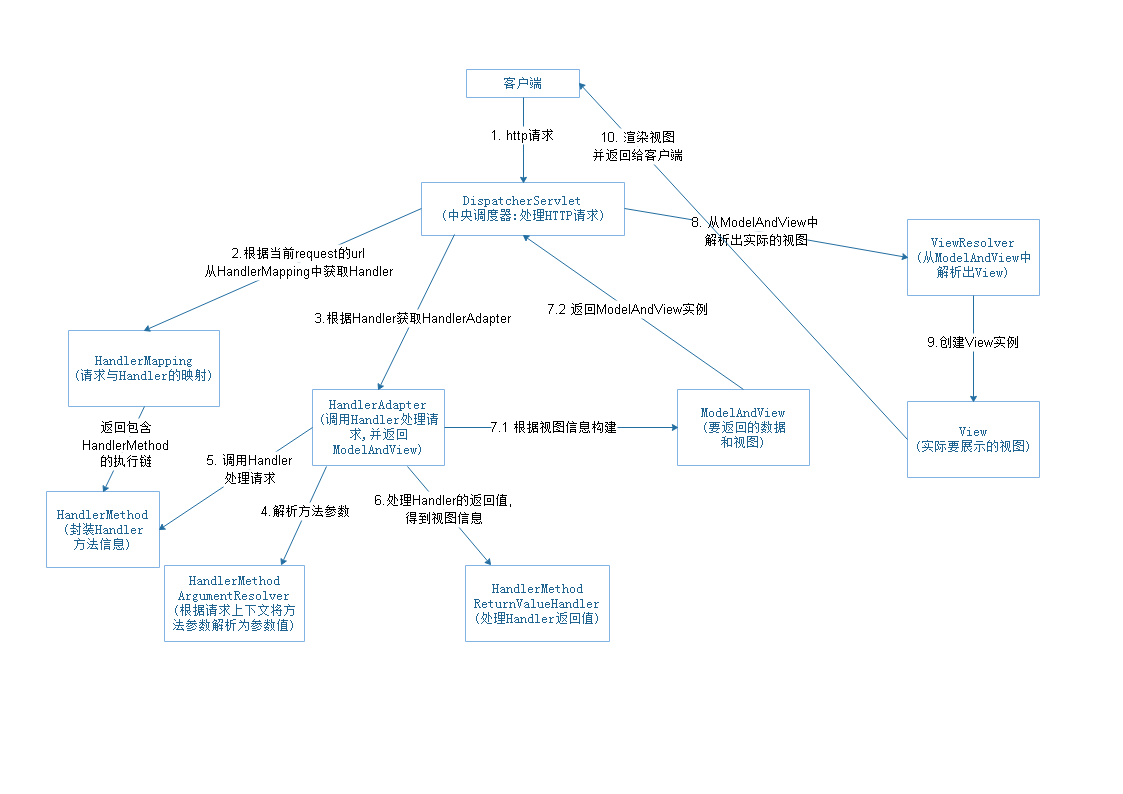 客户端
1. http请求
10. 渲染视图
并返回给客户端
DispatcherServlet
(中央调度器:处理HTTP请求)
8. 从ModelAndView中
解析出实际的视图
ViewResolver
(从ModelAndView中
解析出View)
2.根据当前request的url
从HandlerMapping中获取Handler
3.根据Handler获取HandlerAdapter
7.2 返回ModelAndView实例
9.创建View实例
HandlerMapping
(请求与Handler的映射)
HandlerAdapter
(调用Handler处理请
求,并返回
ModelAndView)
7.1 根据视图信息构建
ModelAndView
(要返回的数据
和视图)
View
(实际要展示的视图)
返回包含
HandlerMethod
的执行链
5. 调用Handler
处理请求
4.解析方法参数
6.处理Handler的返回值,
得到视图信息
HandlerMethod
(封装Handler
方法信息)
HandlerMethod
ArgumentResolver
(根据请求上下文将方
法参数解析为参数值)
HandlerMethod
ReturnValueHandler
(处理Handler返回值)